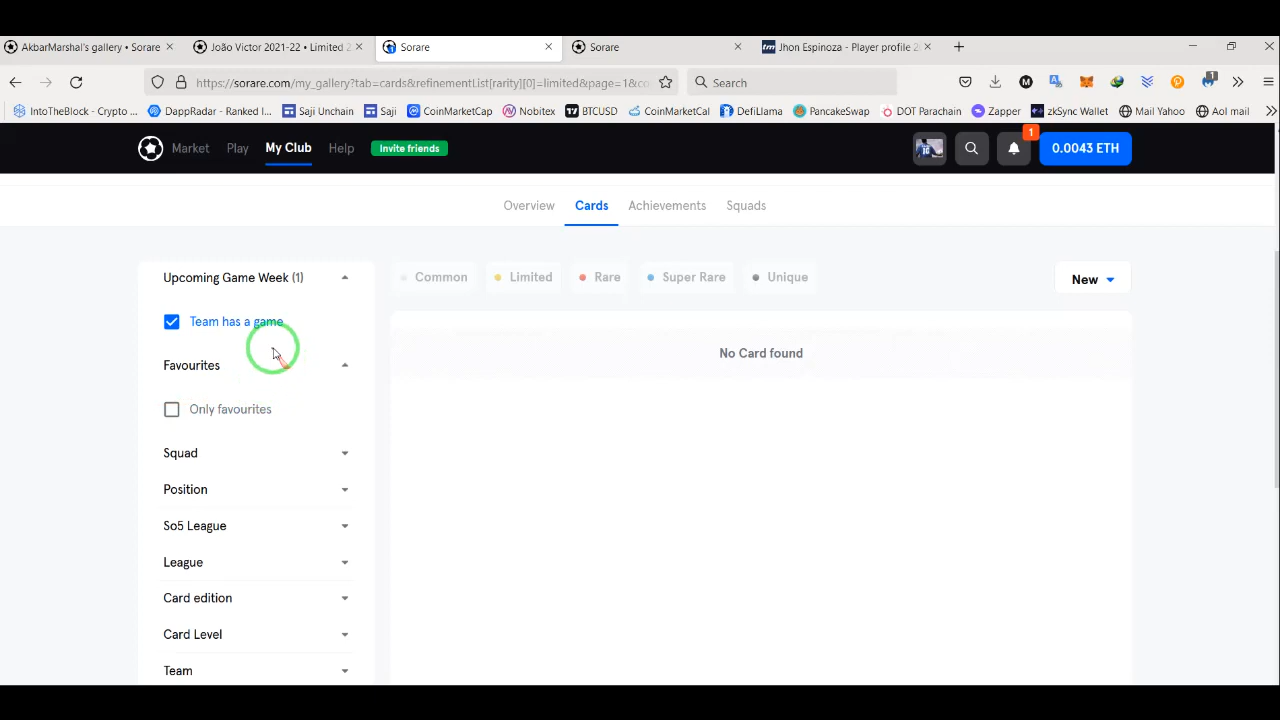 AkbarMarshal's gallery • Sorare
João Victor 2021-22 • Limited 2
Sorare
Sorare
Jhon Espinoza - Player profile 2
https://sorare.com/my_gallery?tab=cards&refinementList[rarity][0]=limited&page=1&co
Search
1
IntoTheBlock - Crypto ...
DappRadar - Ranked l...
Saji Unchain
Saji
CoinMarketCap
Nobitex
BTCUSD
CoinMarketCal
DefiLlama
PancakeSwap
DOT Parachain
Zapper
zkSync Wallet
Mail Yahoo
Aol mail
Market
Play
My Club
Help
Invite friends
1
0.0043 ETH
Overview
Cards
Achievements
Squads
Upcoming Game Week (1)
Common
Limited
Rare
Super Rare
Unique
New
Team has a game
No Card found
Favourites
Only favourites
Squad
Position
So5 League
League
Card edition
Card Level
Team